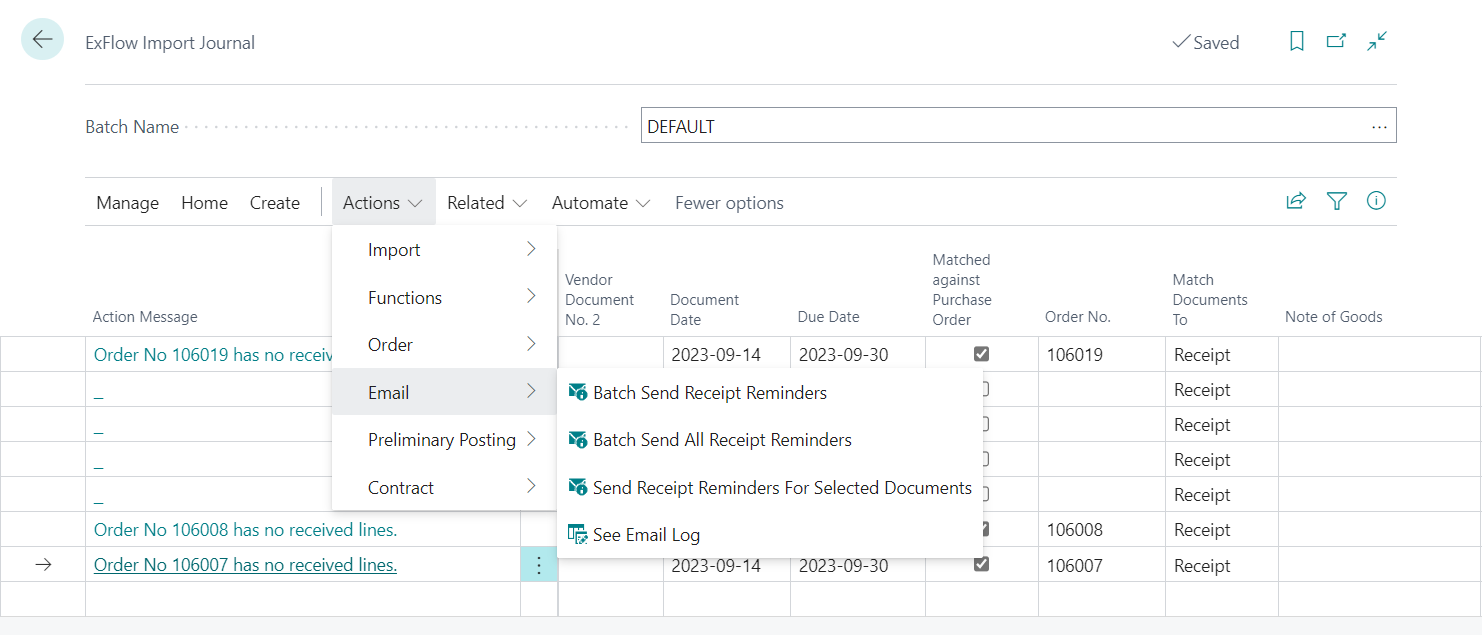 ExFlow Import Journal
Saved
Batch Name
DEFAULT
Manage Home Create Actions Related Automate Fewer options
Import
Functions
Order
Email
Preliminary Posting
Contract
Batch Send Receipt Reminders
Batch Send All Receipt Reminders
Send Receipt Reminders For Selected Documents
See Email Log
Action Message
Vendor
Document
No. 2
Document
Date
Due Date
Matched
against
Purchase
Order
Order No.
Match
Documents
To
Note of Goods
Order No 106019 has no 2023-09-14 2023-09-30 106019 Receipt
_ Receipt
_ Receipt
_ Receipt
_ Receipt
Order No 106008 has no received lines. 106008 Receipt
Order No 106007 has no received lines. 2023-09-14 2023-09-30 106007 Receipt